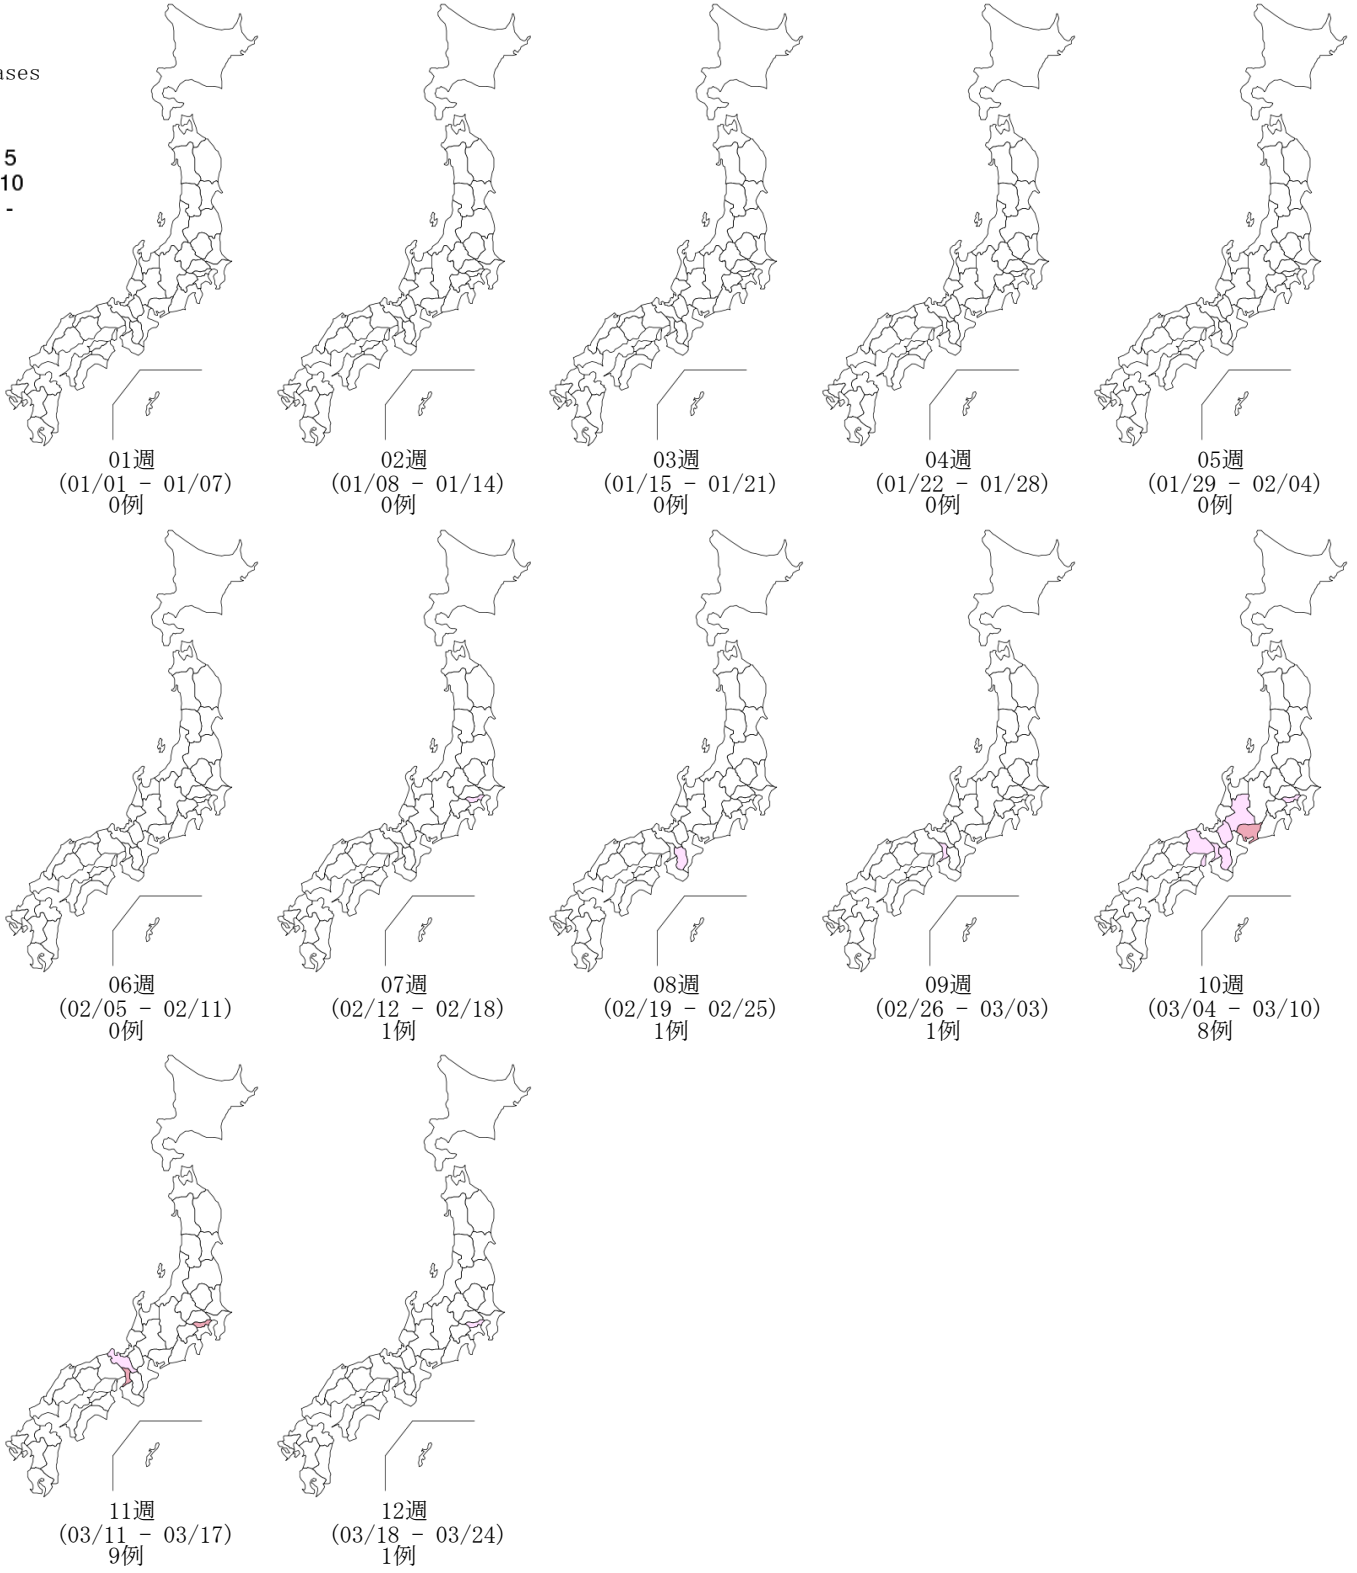 ases
5
10
-
01週
(01/01 - 01/07)
0例
02週
(01/08 - 01/14)
0例
03週
(01/15 - 01/21)
0例
04週
(01/22 - 01/28)
0例
05週
(01/29 - 02/04)
0例
06週
(02/05 - 02/11)
0例
07週
(02/12 - 02/18)
1例
08週
(02/19 - 02/25)
1例
09週
(02/26 - 03/03)
1例
10週
(03/04 - 03/10)
8例
11週
(03/11 - 03/17)
9例
12週
(03/18 - 03/24)
1例